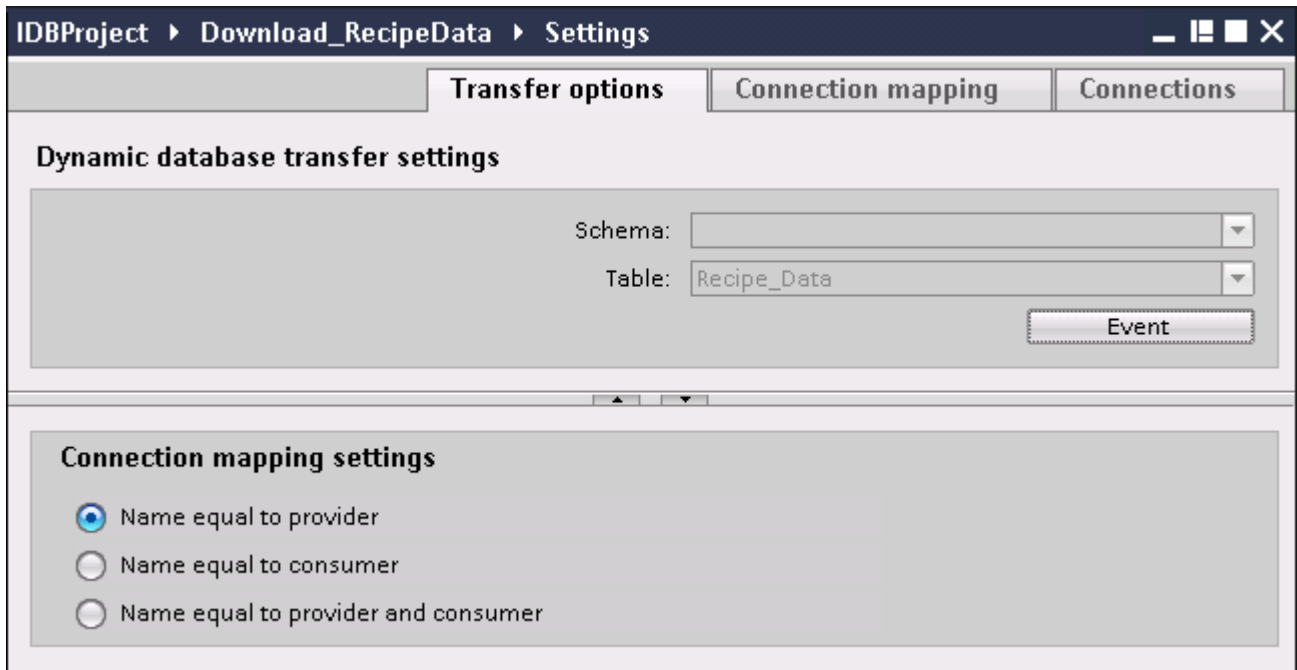 IDBProject ▸ Download_RecipeData ▸ Settings
Transfer options Connection mapping Connections
Dynamic database transfer settings
Schema:
Table: Recipe_Data
Event
Connection mapping settings
Name equal to provider
Name equal to consumer
Name equal to provider and consumer